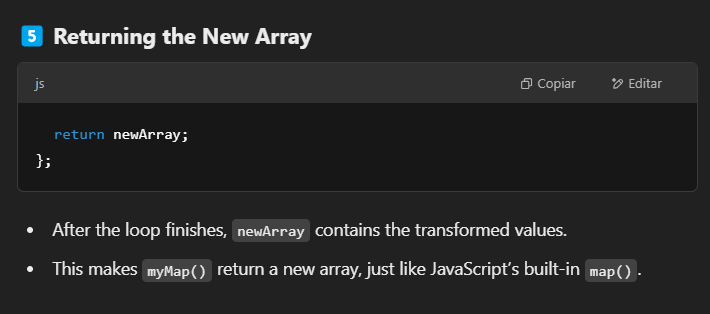 5 Returning the New Array
js Copiar Editar
return newArray;
};
• After the loop finishes, newArray contains the transformed values.
• This makes myMap() return a new array, just like JavaScript’s built-in map().